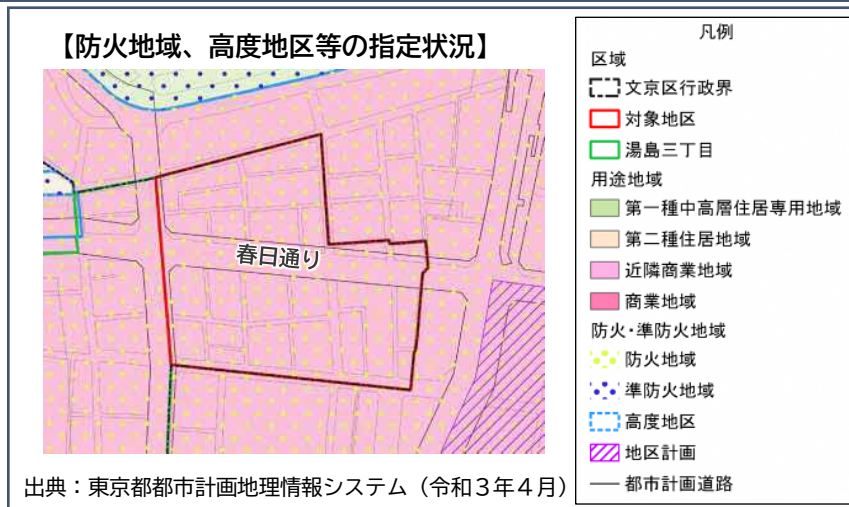 【防火地域、高度地区等の指定状況】
春日通り
出典：東京都都市計画地理情報システム（令和３年４月）
凡例
区域
文京区行政界
対象地区
湯島三丁目
用途地域
第一種中高層住居専用地域
第二種住居地域
近隣商業地域
商業地域
防火・準防火地域
防火地域
準防火地域
高度地区
地区計画
都市計画道路